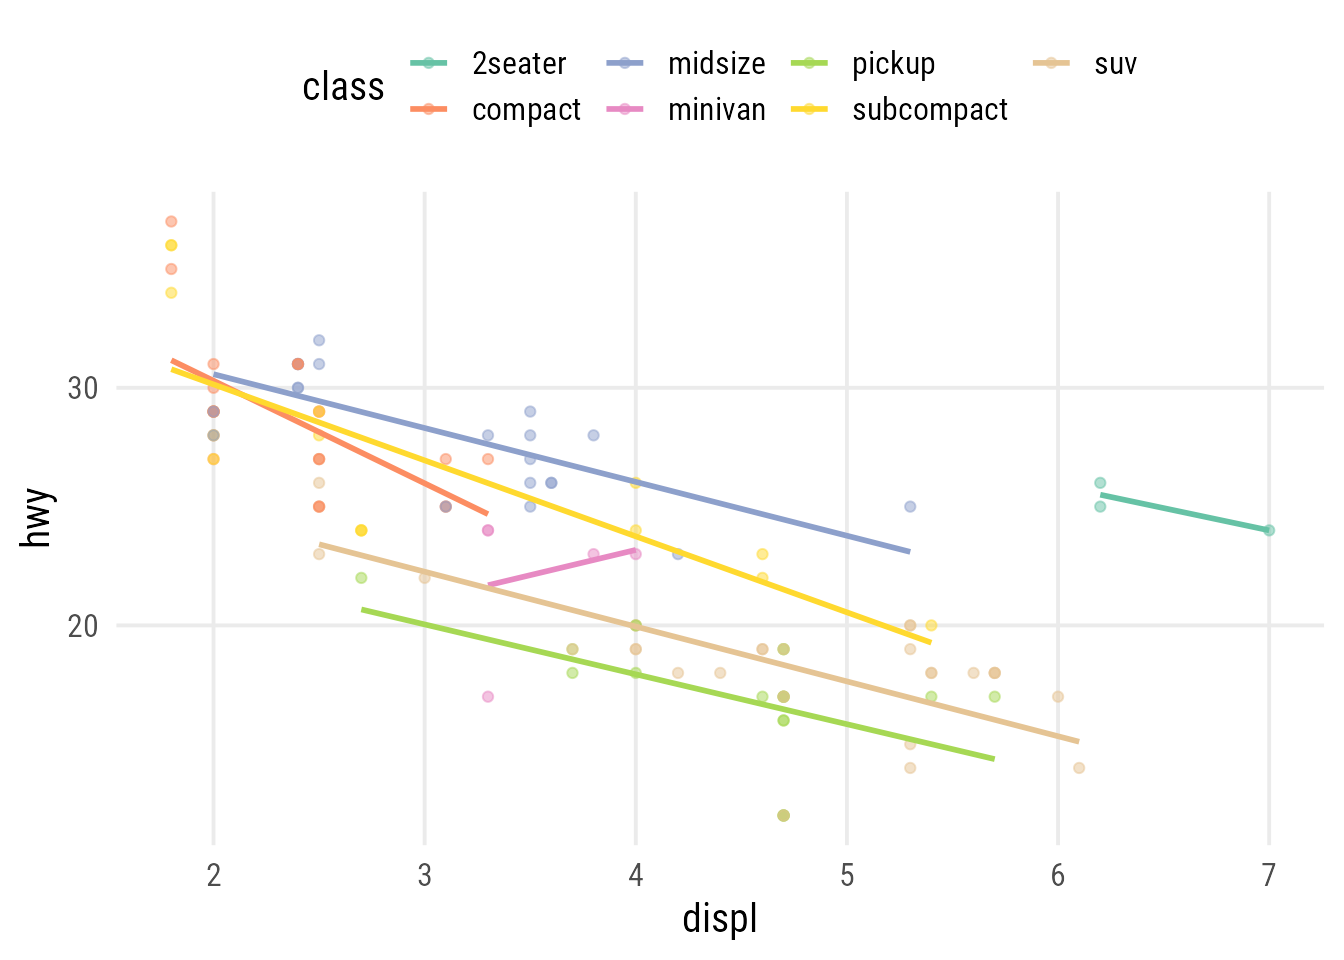 class
2seater midsize pickup suv
compact minivan subcompact
hwy
30
20
2 3 4 5 6 7
displ